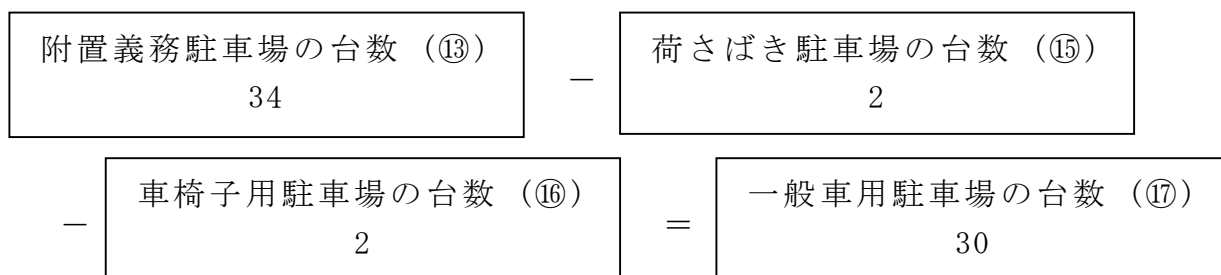 附置義務駐車場の台数（⑬）
34
－
荷さばき駐車場の台数（⑮）
2
－
車椅子用駐車場の台数（⑯）
2
＝
一般車用駐車場の台数（⑰）
30